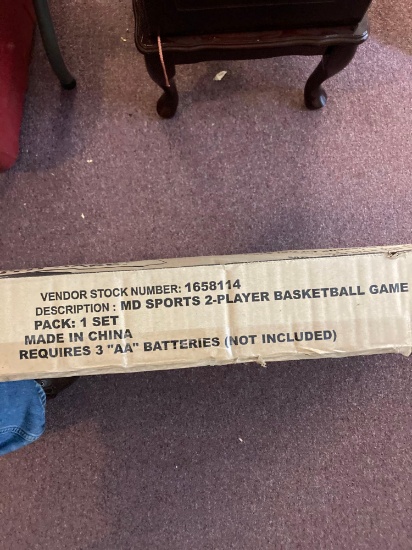 VENDOR STOCK NUMBER: 1658114
DESCRIPTION : MD SPORTS 2-PLAYER BASKETBALL GAME
PACK: 1 SET
MADE IN CHINA
REQUIRES 3 "AA" BATTERIES (NOT INCLUDED)